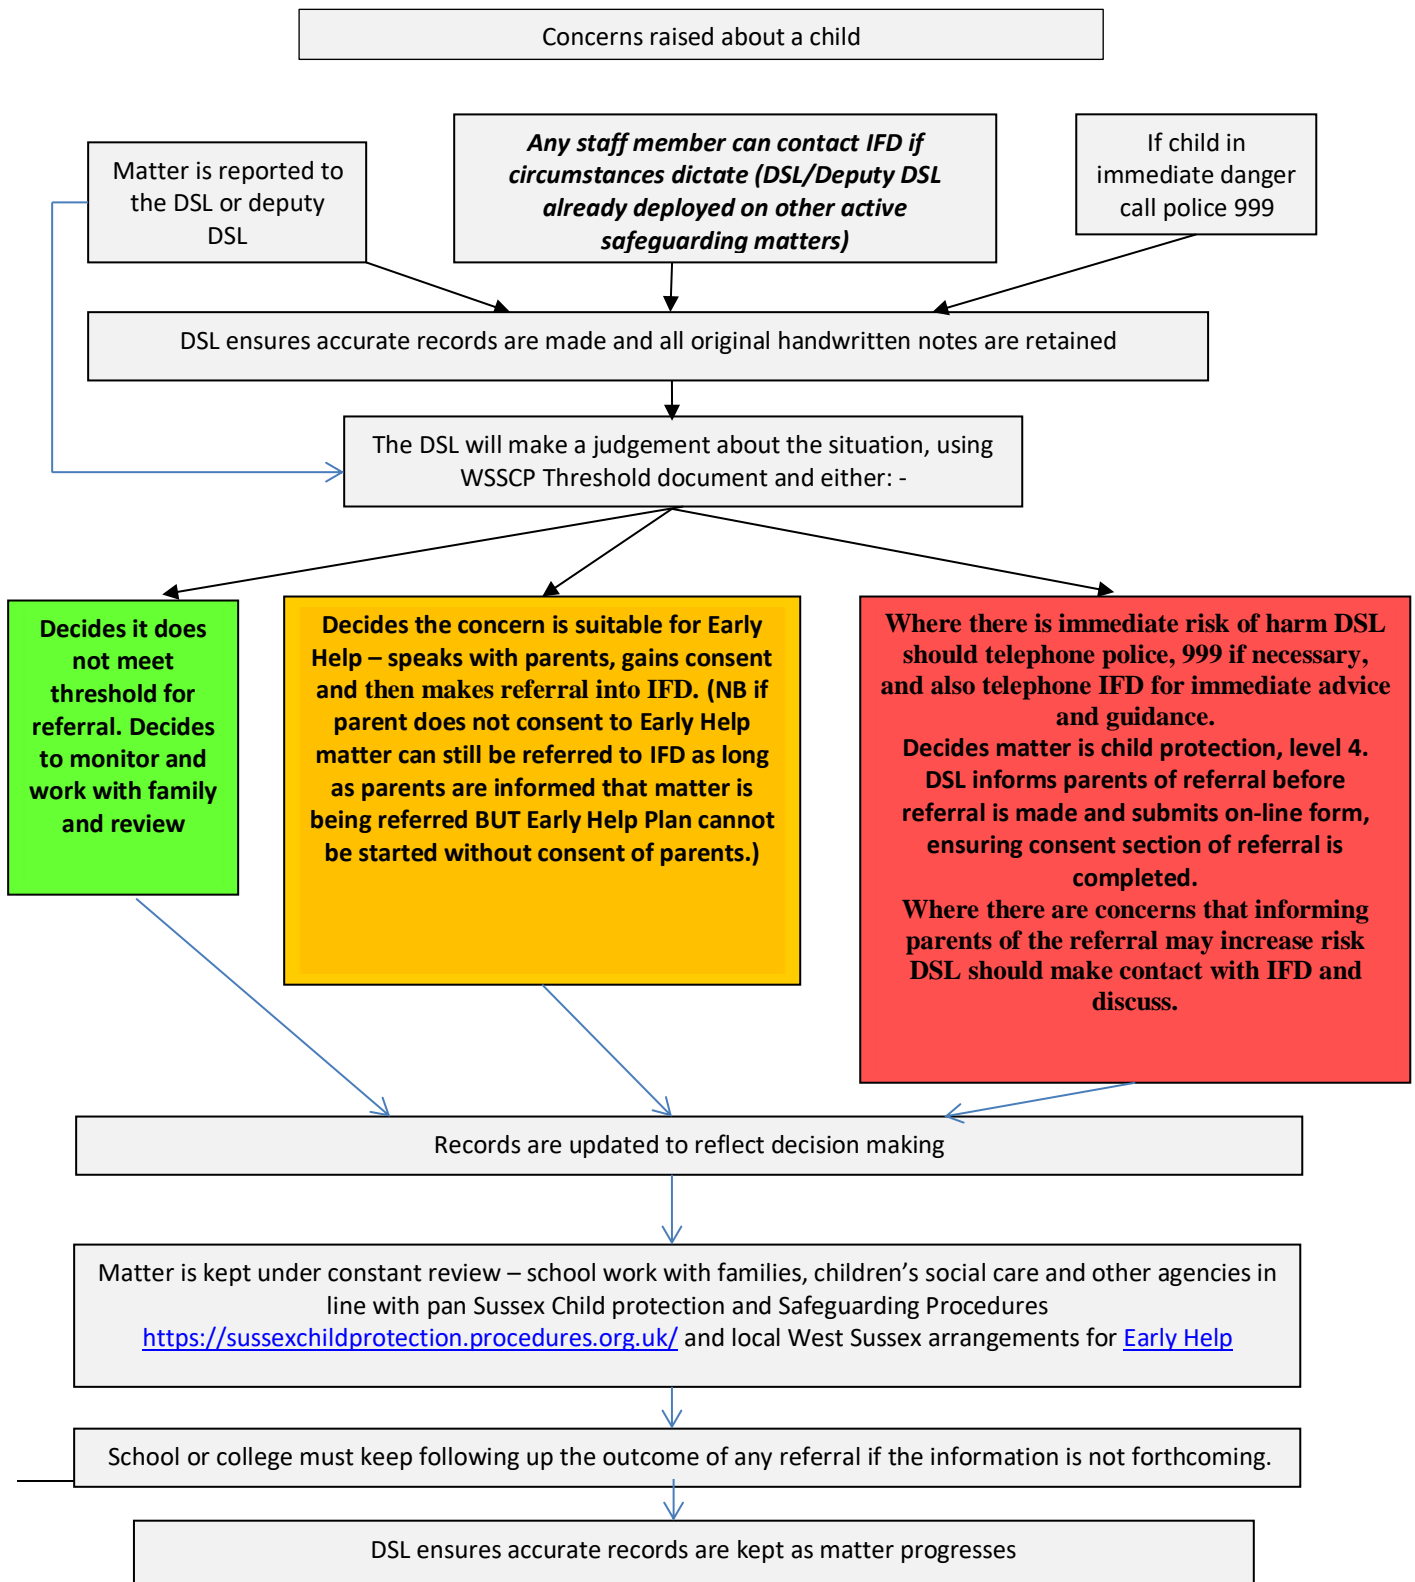 Concerns raised about a child
Matter is reported to
the DSL or deputy
DSL
Any staff member can contact IFD if
circumstances dictate (DSL/Deputy DSL
already deployed on other active
safeguarding matters)
If child in
immediate danger
call police 999
DSL ensures accurate records are made and all original handwritten notes are retained
The DSL will make a judgement about the situation, using
WSSCP Threshold document and either: -
Decides it does
not meet
threshold for
referral. Decides
to monitor and
work with family
and review
Decides the concern is suitable for Early
Help – speaks with parents, gains consent
and then makes referral into IFD. (NB if
parent does not consent to Early Help
matter can still be referred to IFD as long
as parents are informed that matter is
being referred BUT Early Help Plan cannot
be started without consent of parents.)
Where there is immediate risk of harm DSL
should telephone police, 999 if necessary,
and also telephone IFD for immediate advice
and guidance.
Decides matter is child protection, level 4.
DSL informs parents of referral before
referral is made and submits on-line form,
ensuring consent section of referral is
completed.
Where there are concerns that informing
parents of the referral may increase risk
DSL should make contact with IFD and
discuss.
Records are updated to reflect decision making
Matter is kept under constant review – school work with families, children’s social care and other agencies in
line with pan Sussex Child protection and Safeguarding Procedures
https://sussexchildprotection.procedures.org.uk/ and local West Sussex arrangements for Early Help
School or college must keep following up the outcome of any referral if the information is not forthcoming.
DSL ensures accurate records are kept as matter progresses